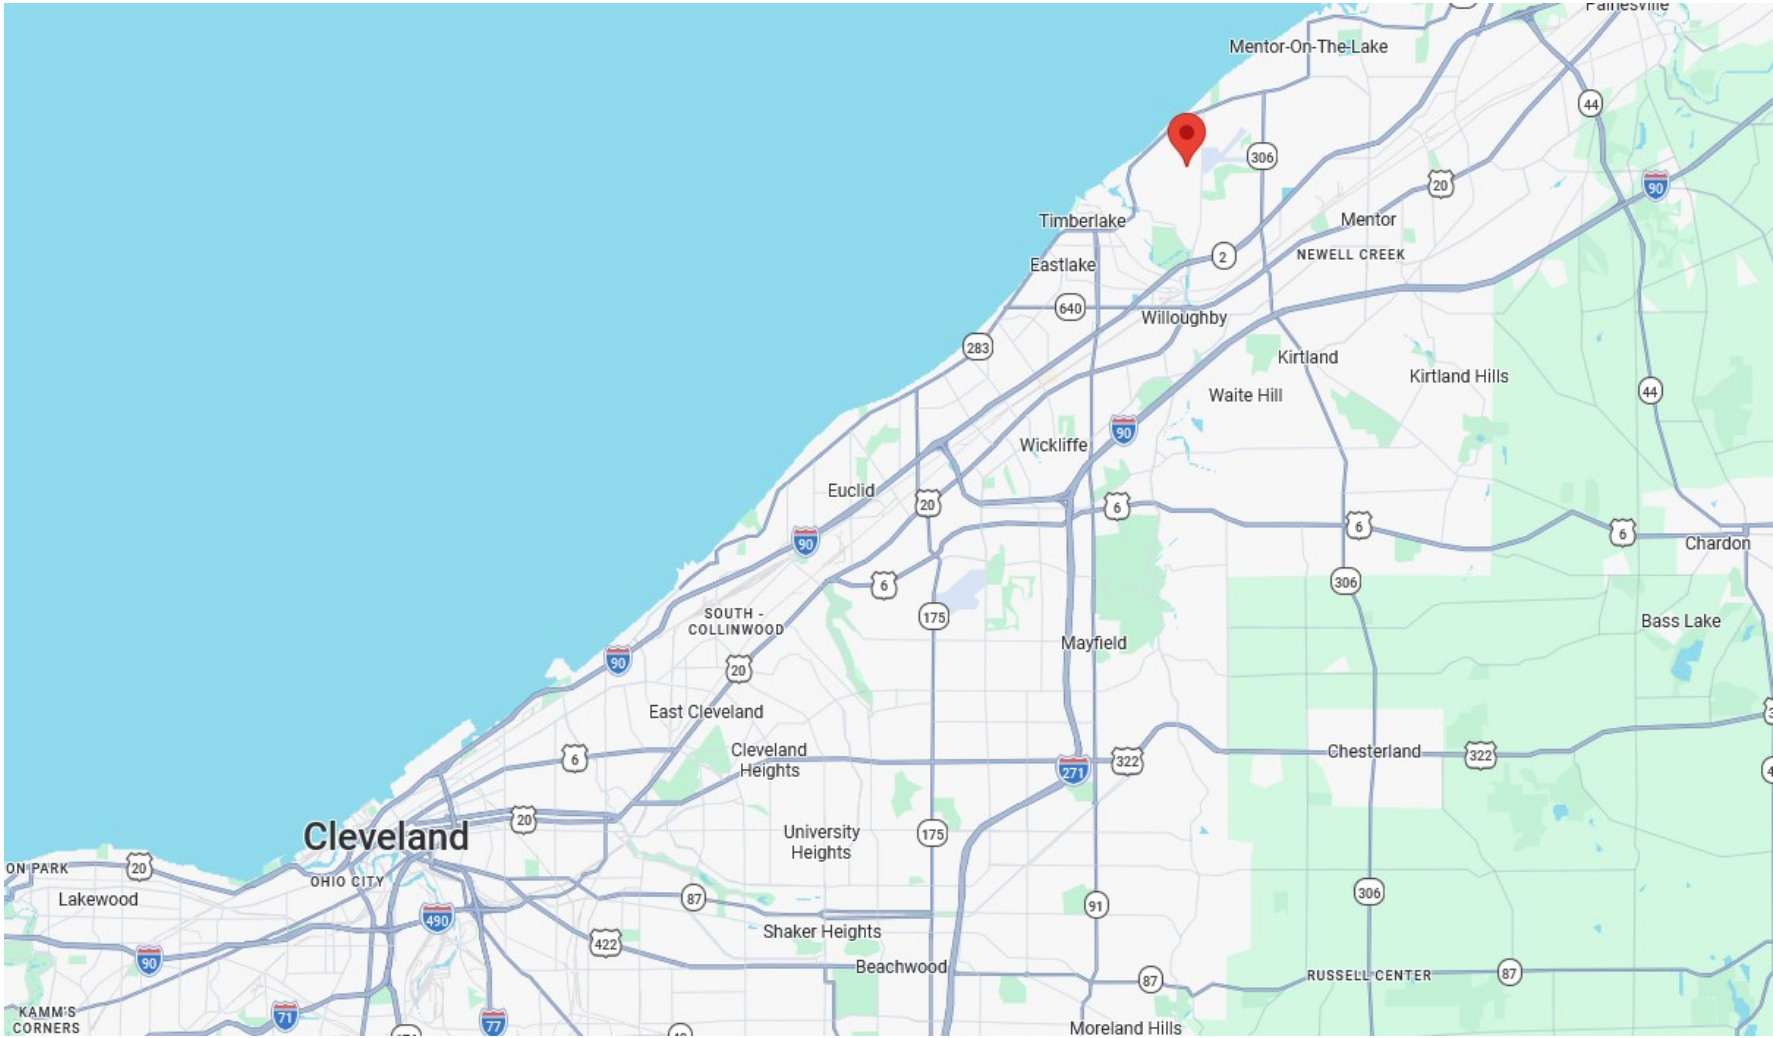 Painesville
Mentor-On-The-Lake
44
306
90
20
Timberlake
Mentor
2
NEWELL CREEK
Eastlake
640
Willoughby
283
Kirtland
Kirtland Hills
Waite Hill
44
90
Wickliffe
Euclid
20
6
6
6
90
Chardon
6
306
SOUTH -
COLLINWOOD
175
Bass Lake
Mayfield
90
20
East Cleveland
Cleveland
Heights
6
322
Chesterland
322
271
20
Cleveland
University
Heights
175
ON PARK
20
OHIO CITY
Lakewood
87
306
91
490
Shaker Heights
422
90
Beachwood
87
RUSSELL CENTER
87
KAMM'S
CORNERS
71
77
Moreland Hills